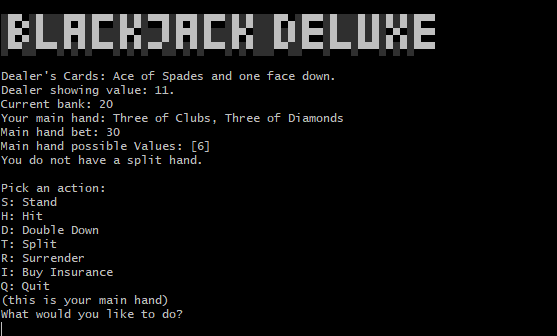 BLACKJACK DELUXE
Dealer's Cards: Ace of Spades and one face down.
Dealer showing value: 11.
Current bank: 20
Your main hand: Three of Clubs, Three of Diamonds
Main hand bet: 30
Main hand possible Values: [6]
You do not have a split hand.
Pick an action:
S: Stand
H: Hit
D: Double Down
T: Split
R: Surrender
I: Buy Insurance
Q: Quit
(this is your main hand)
What would you like to do?